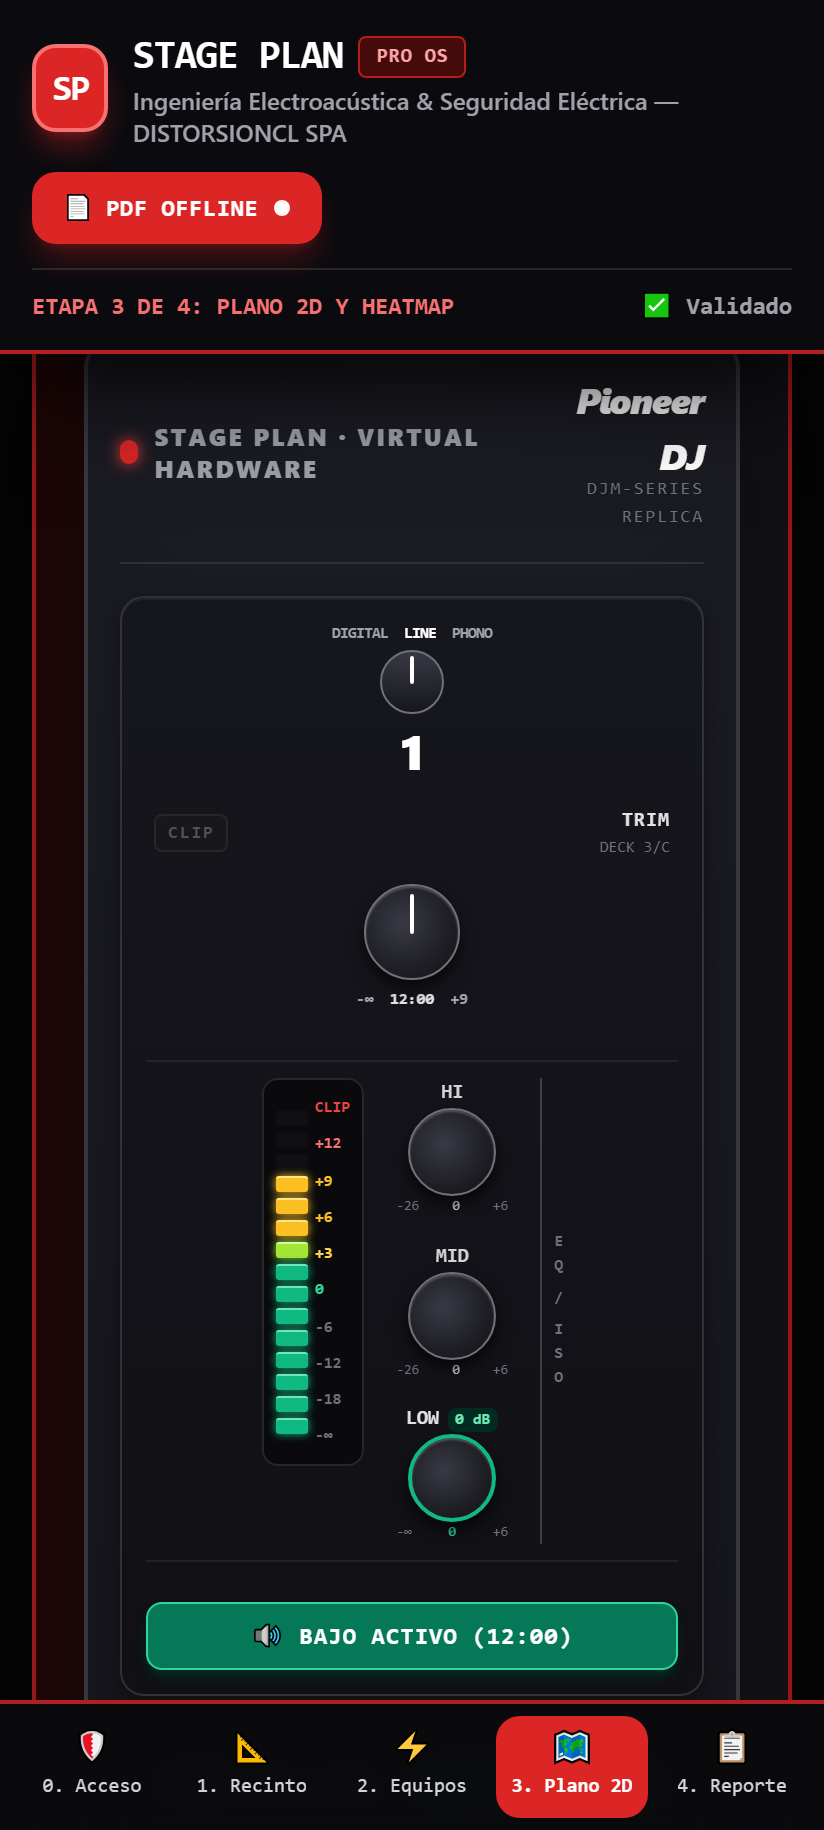 SP
STAGE PLAN PRO OS
Ingeniería Electroacústica & Seguridad Eléctrica —
DISTORSIONCL SPA
PDF OFFLINE
ETAPA 3 DE 4: PLANO 2D Y HEATMAP
Validado
STAGE PLAN · VIRTUAL
HARDWARE
Pioneer
DJ
DJM-SERIES
REPLICA
DIGITAL LINE PHONO
1
CLIP
TRIM
DECK 3/C
-∞ 12:00 +9
CLIP
+12
+9
+6
+3
0
-6
-12
-18
-∞
HI
-26 0 +6
MID
-26 0 +6
LOW 0 dB
-∞ 0 +6
EQ / ISO
BAJO ACTIVO (12:00)
0. Acceso
1. Recinto
2. Equipos
3. Plano 2D
4. Reporte